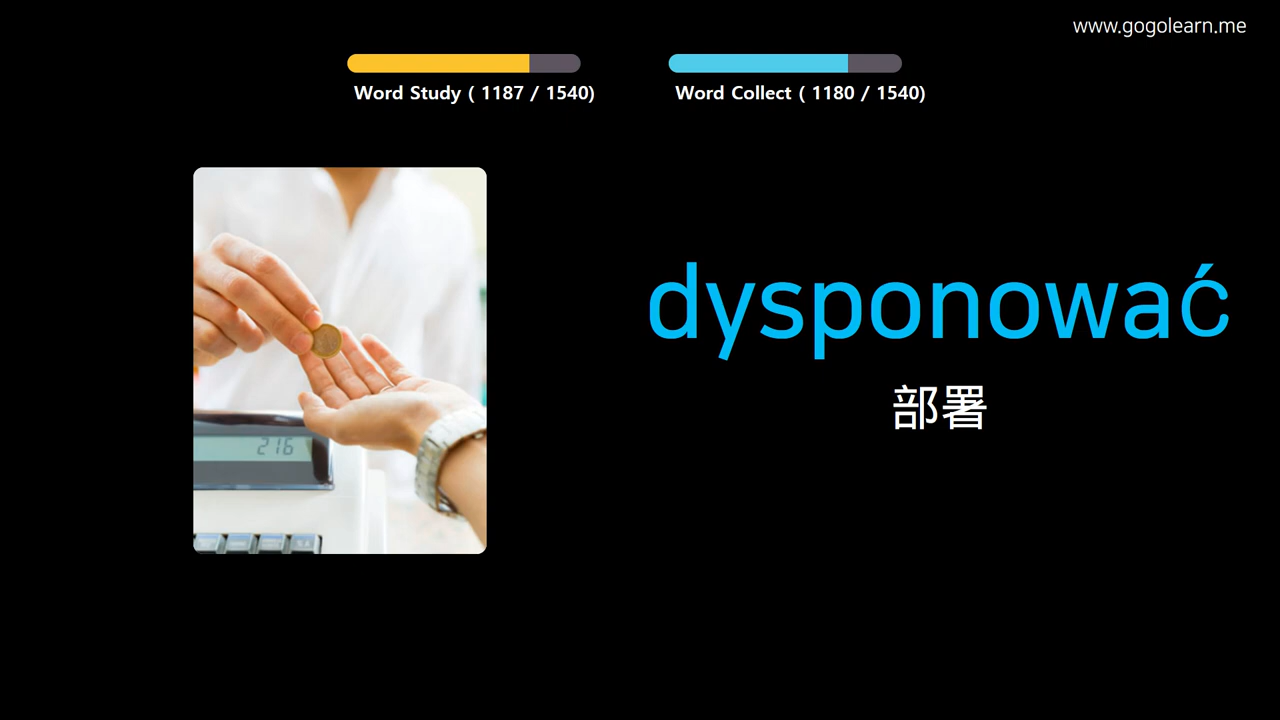 www.gogolearn.me
Word Study ( 1187 / 1540)
Word Collect ( 1180 / 1540)
dysponować
部署
216